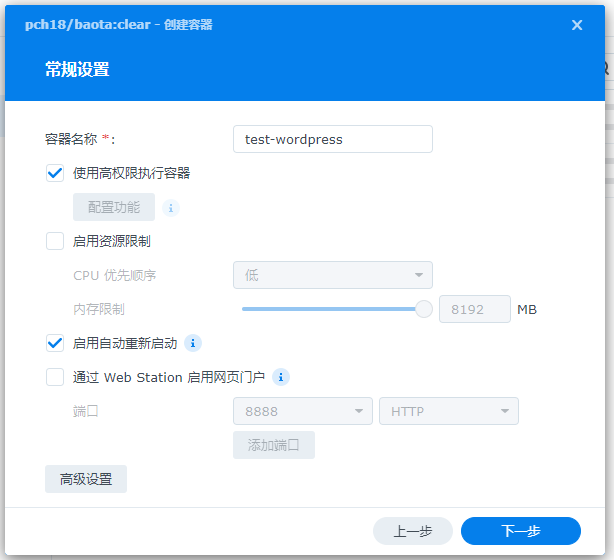 pch18/baota:clear - 创建容器
常规设置
容器名称 *: test-wordpress
使用高权限执行容器
配置功能
启用资源限制
CPU 优先顺序 低
内存限制 8192 MB
启用自动重新启动
通过 Web Station 启用网页门户
端口 8888 HTTP
添加端口
高级设置
上一步 下一步